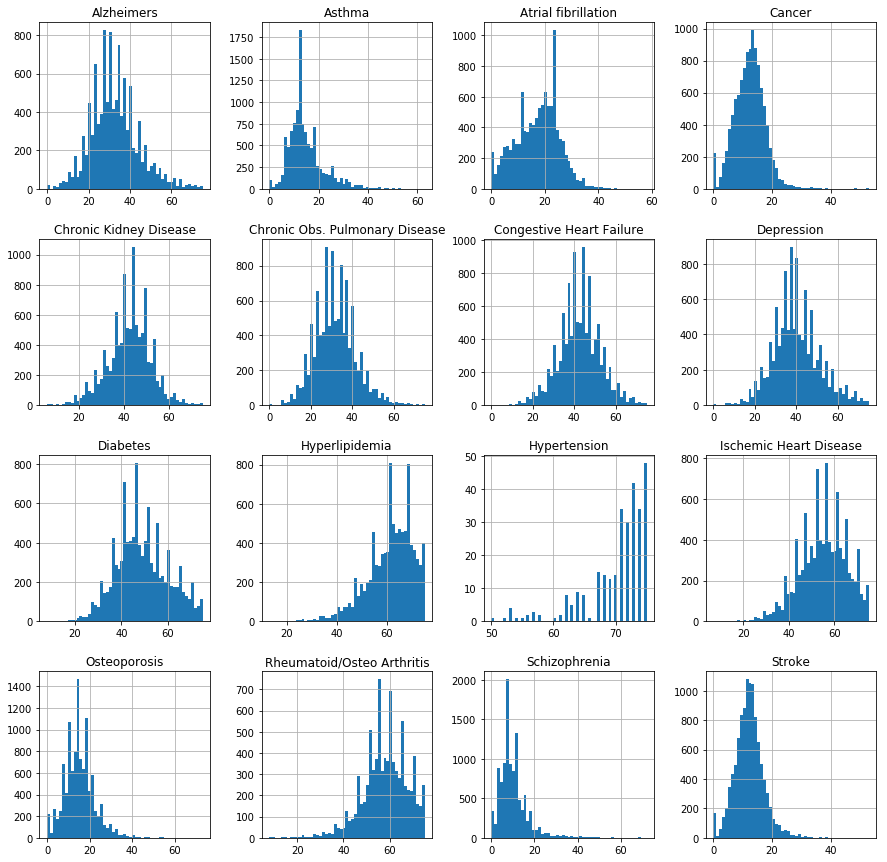 Alzheimers
800
600
400
200
0
0 20 40 60
Asthma
1750
1500
1250
1000
750
500
250
0
0 20 40 60
Atrial fibrillation
1000
800
600
400
200
0
0 20 40 60
Cancer
1000
800
600
400
200
0
0 20 40
Chronic Kidney Disease
1000
800
600
400
200
0
20 40 60
Chronic Obs. Pulmonary Disease
800
600
400
200
0
0 20 40 60
Congestive Heart Failure
1000
800
600
400
200
0
0 20 40 60
Depression
800
600
400
200
0
0 20 40 60
Diabetes
800
600
400
200
0
20 40 60
Hyperlipidemia
800
600
400
200
0
20 40 60
Hypertension
50
40
30
20
10
0
50 60 70
Ischemic Heart Disease
800
600
400
200
0
20 40 60
Osteoporosis
1400
1200
1000
800
600
400
200
0
0 20 40 60
Rheumatoid/Osteo Arthritis
700
600
500
400
300
200
100
0
20 40 60
Schizophrenia
2000
1500
1000
500
0
0 20 40 60
Stroke
1000
800
600
400
200
0
0 20 40